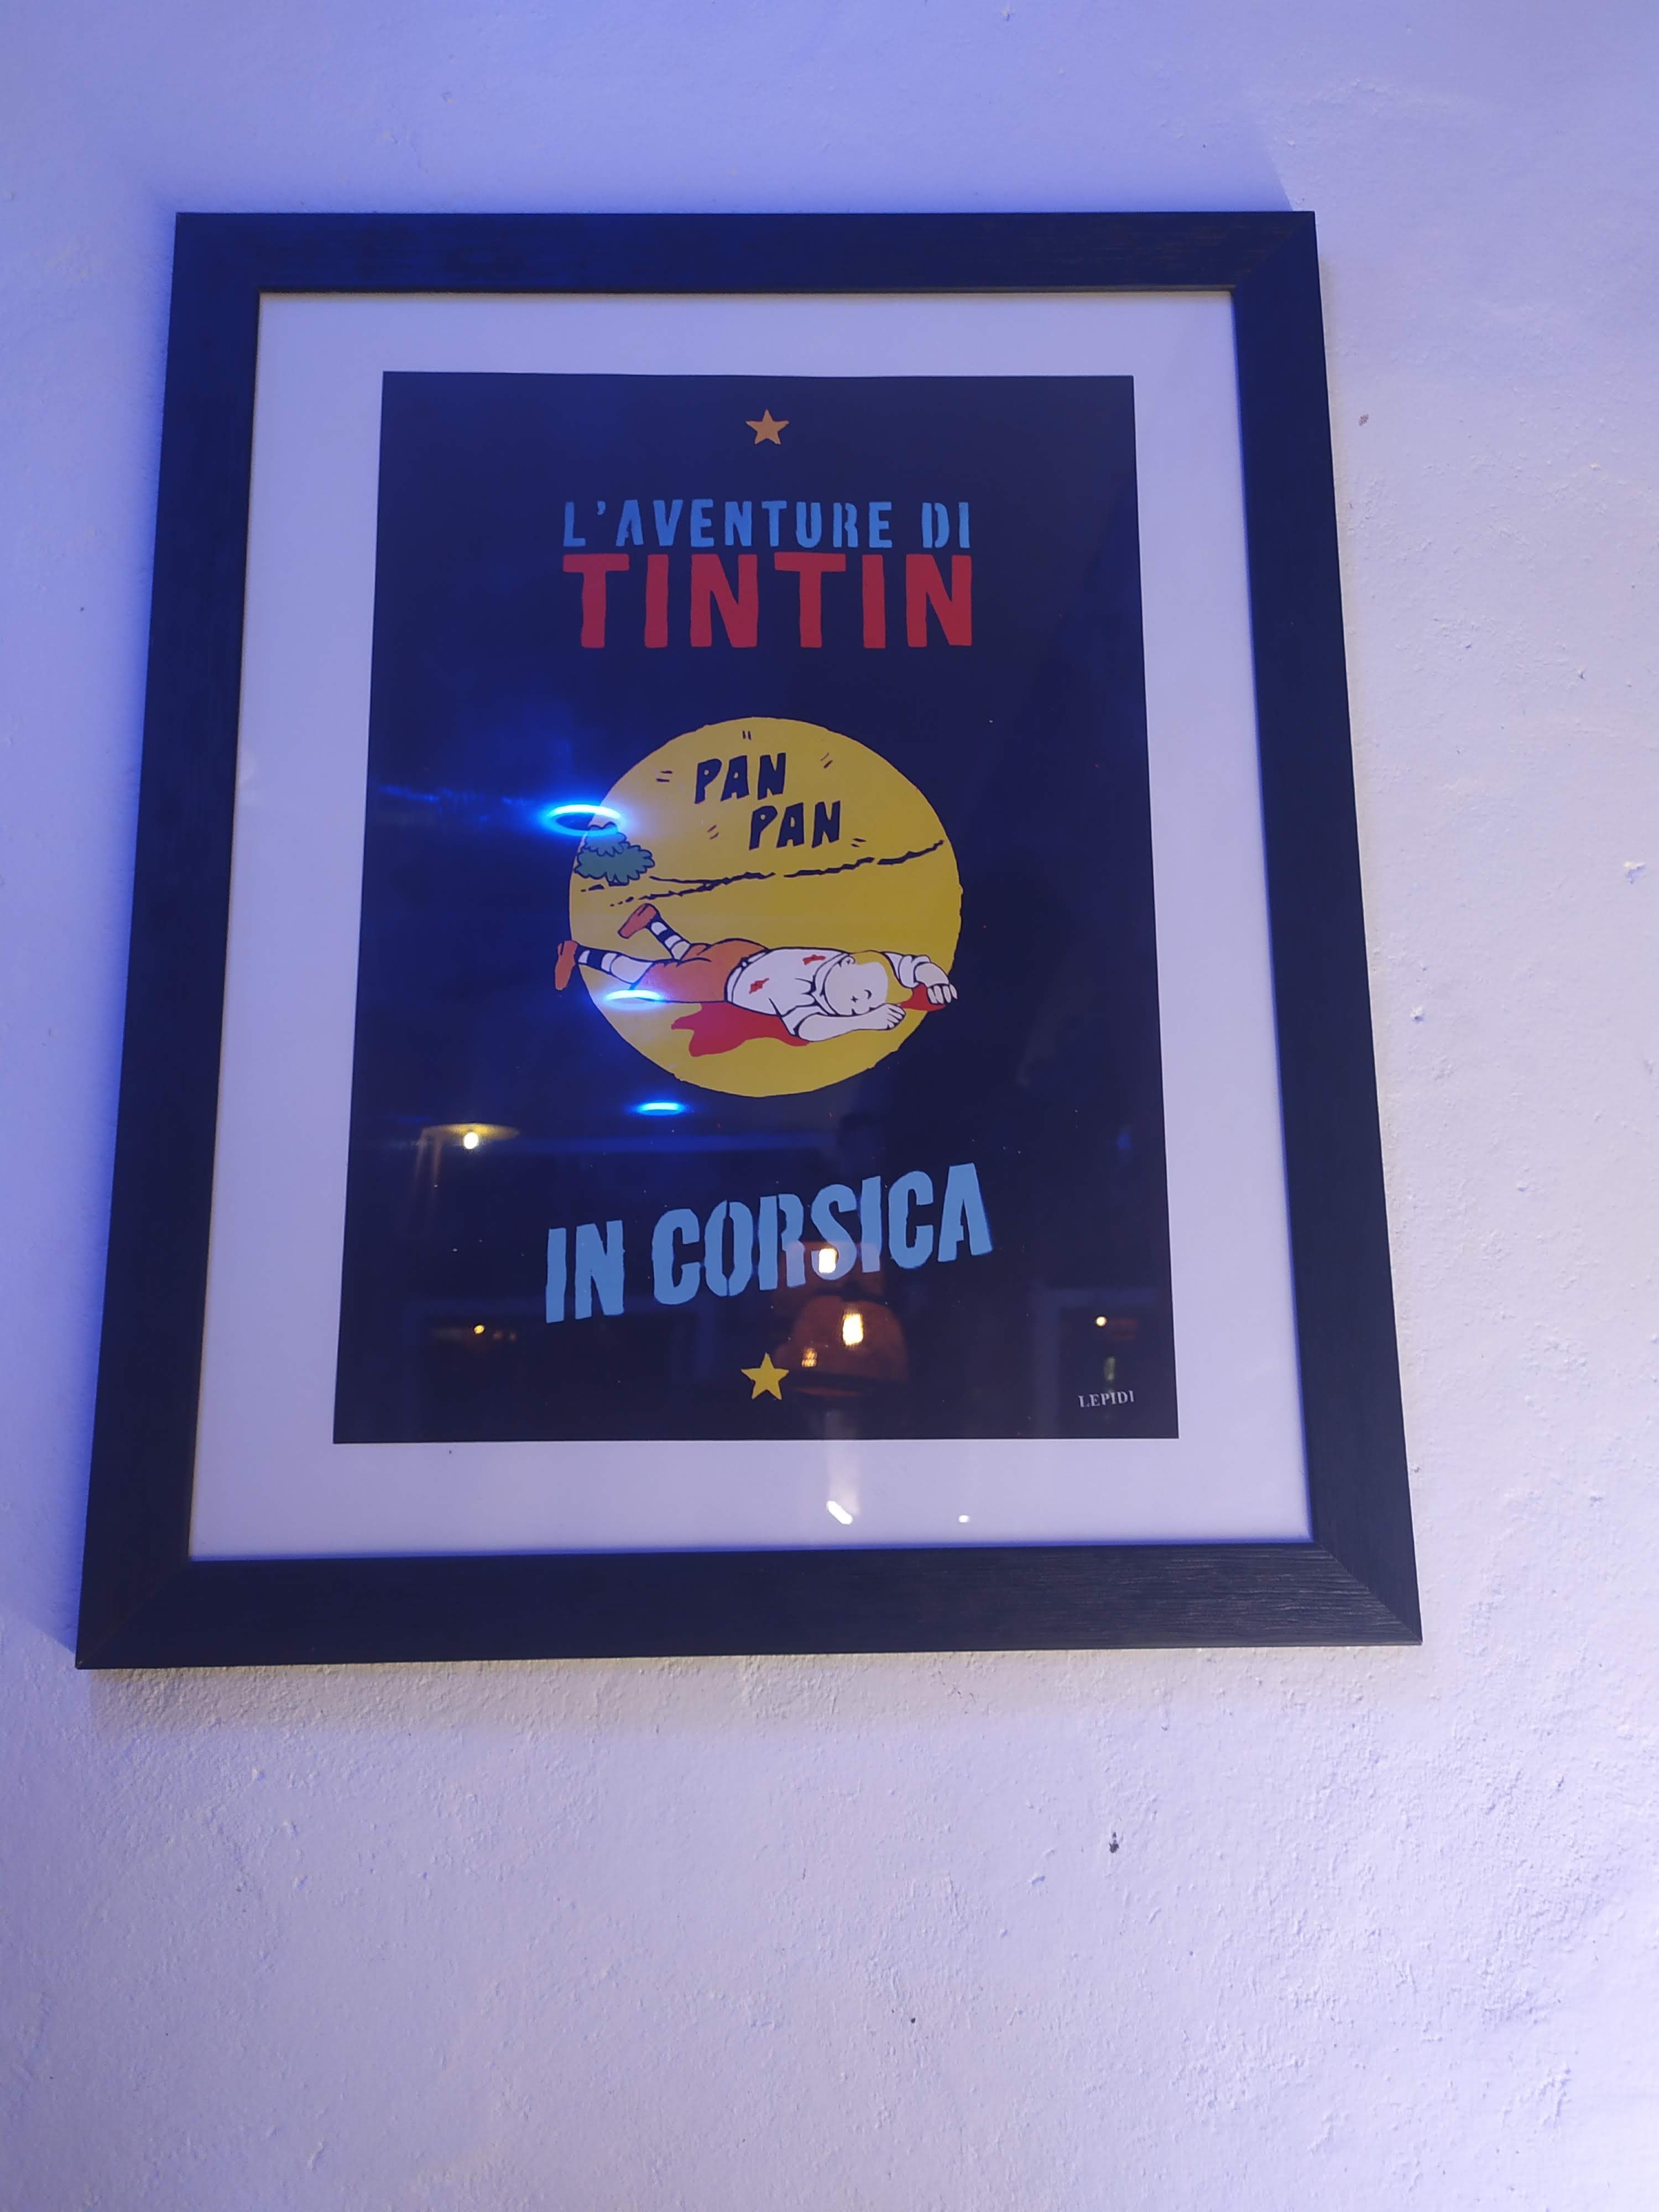 L'AVENTURE DI
TINTIN
PAN
PAN
IN CORSICA
LEPIDI